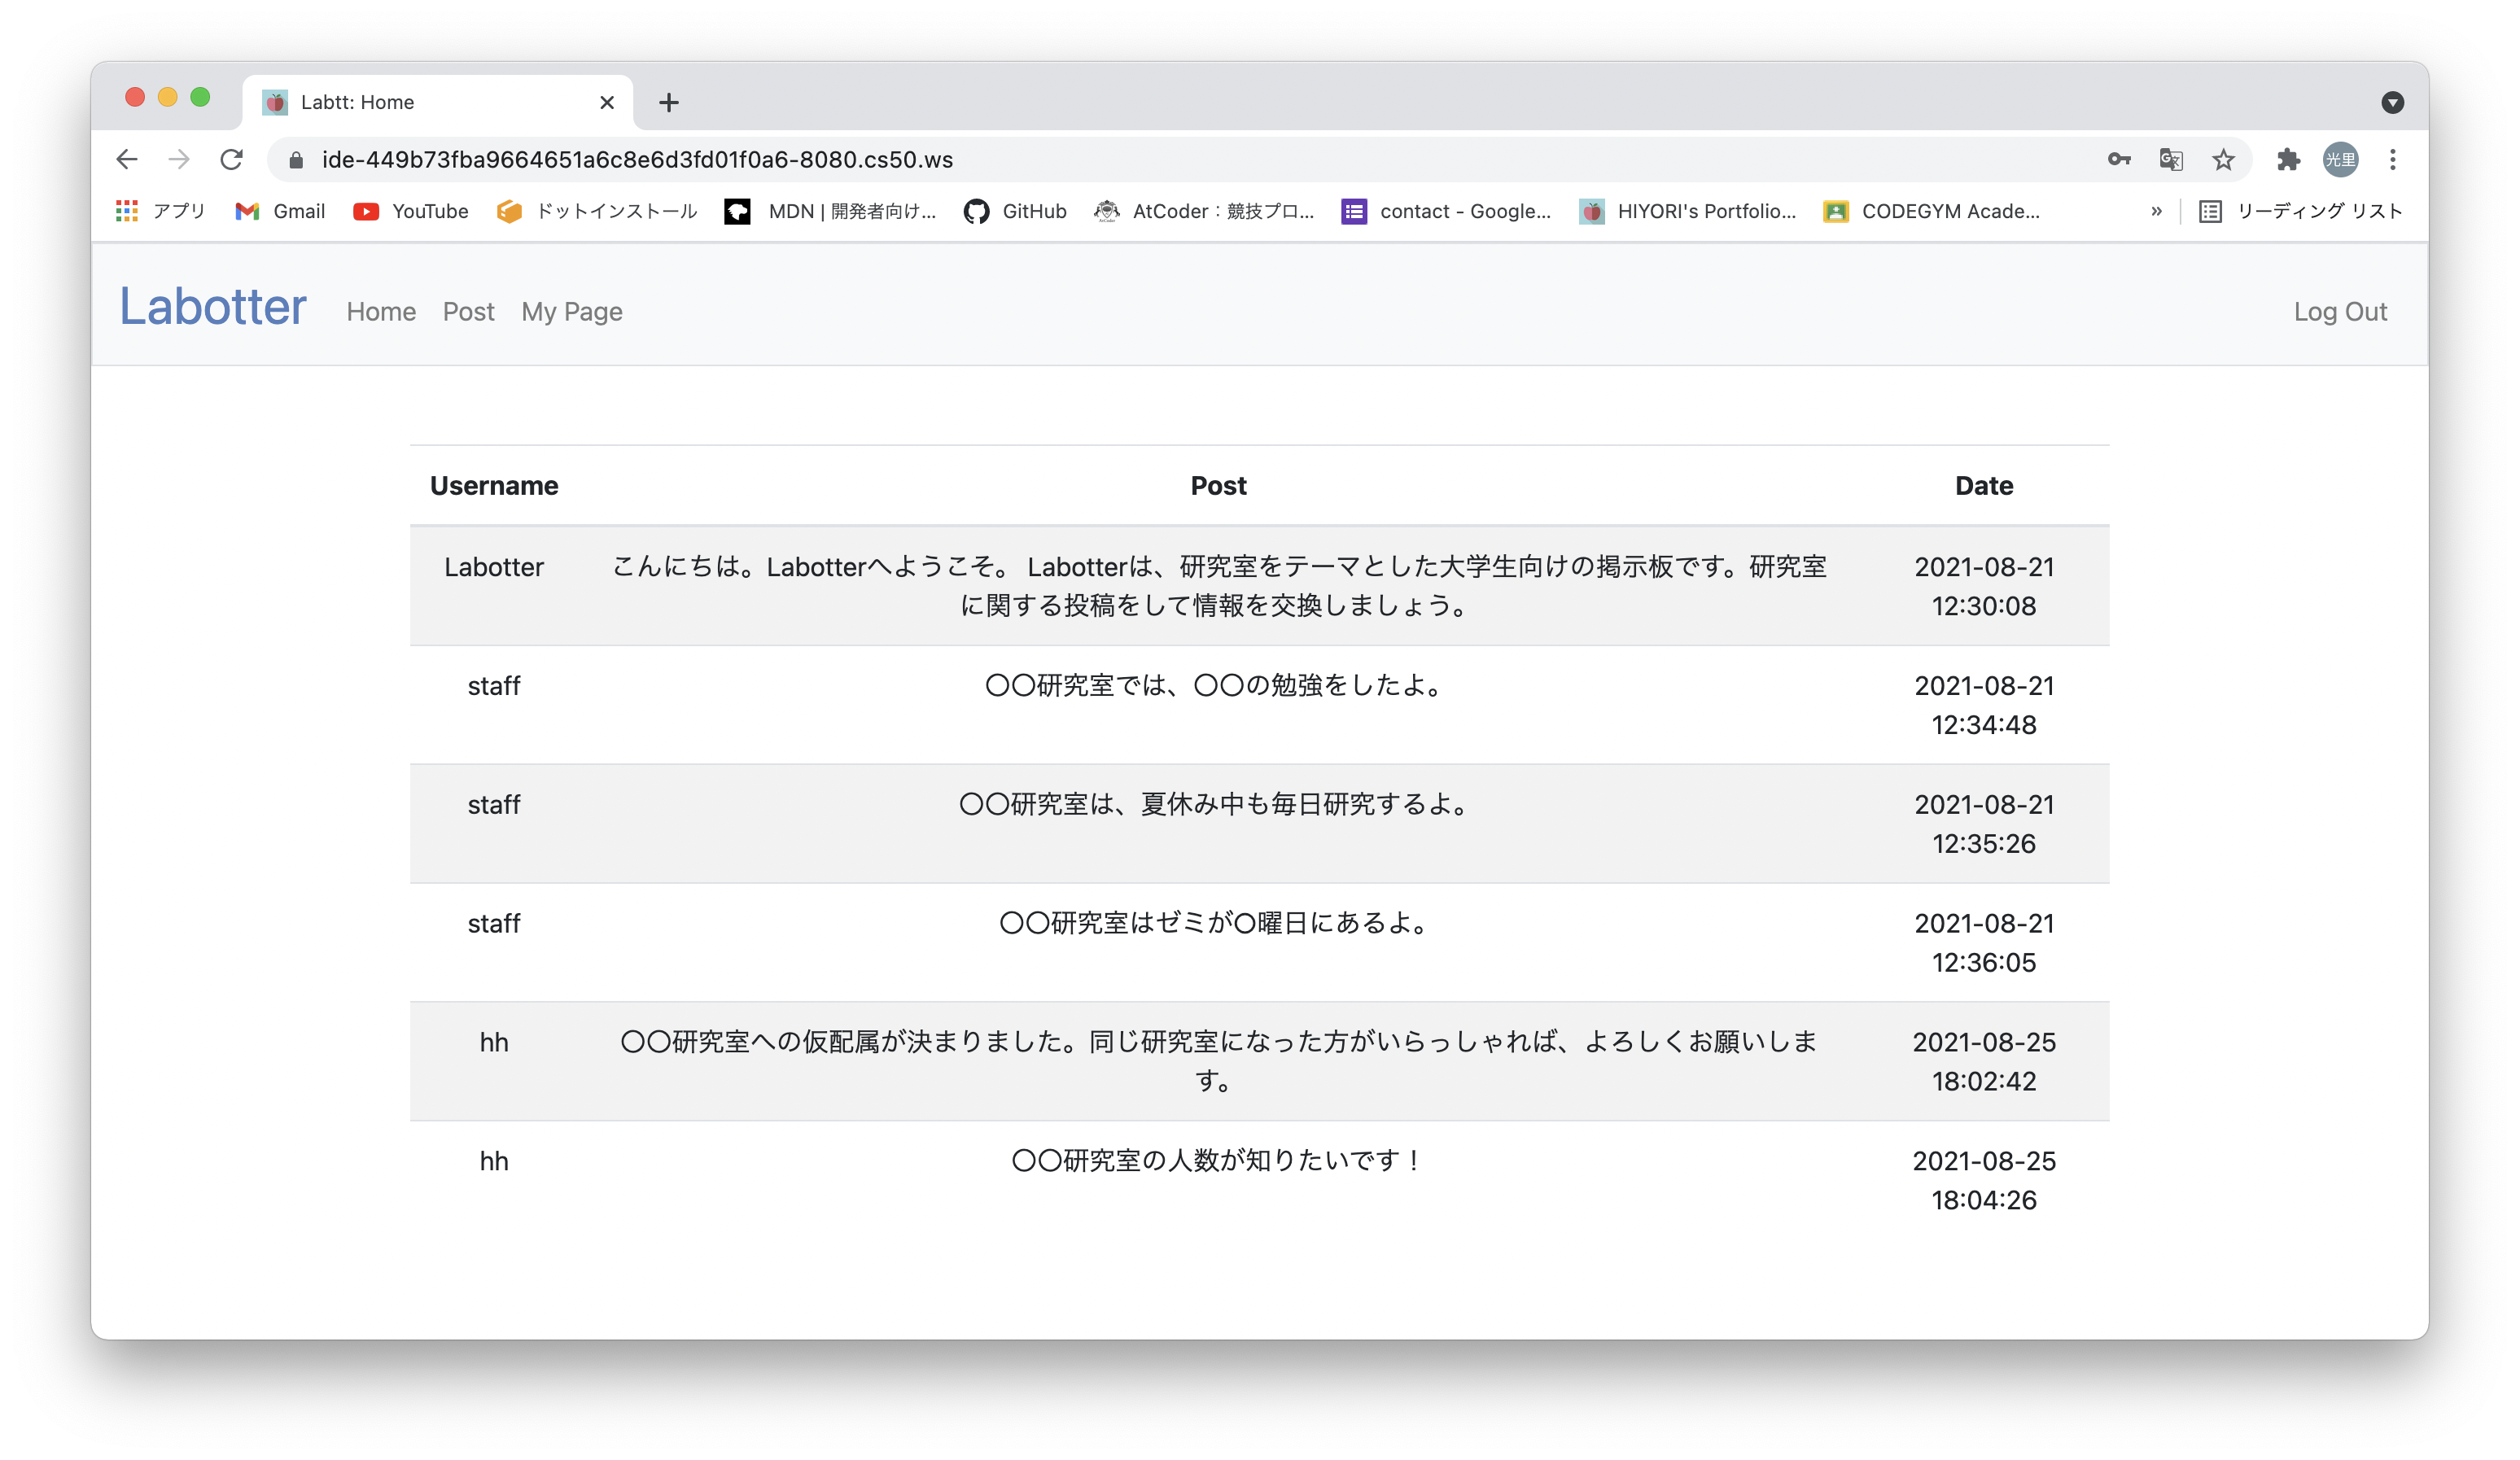 Labtt: Home
ide-449b73fba9664651a6c8e6d3fd01f0a6-8080.cs50.ws
光里
アプリ Gmail YouTube ドットインストール MDN | 開発者向け... GitHub AtCoder：競技プロ... contact - Google... HIYORI's Portfolio... CODEGYM Acade... » リーディング リスト
Labotter Home Post My Page Log Out
Username Post Date
Labotter こんにちは。Labotterへようこそ。 Labotterは、研究室をテーマとした大学生向けの掲示板です。研究室 2021-08-21
に関する投稿をして情報を交換しましょう。 12:30:08
staff 〇〇研究室では、〇〇の勉強をしたよ。 2021-08-21
12:34:48
staff 〇〇研究室は、夏休み中も毎日研究するよ。 2021-08-21
12:35:26
staff 〇〇研究室はゼミが〇曜日にあるよ。 2021-08-21
12:36:05
hh 〇〇研究室への仮配属が決まりました。同じ研究室になった方がいらっしゃれば、よろしくお願いしま 2021-08-25
す。 18:02:42
hh 〇〇研究室の人数が知りたいです！ 2021-08-25
18:04:26